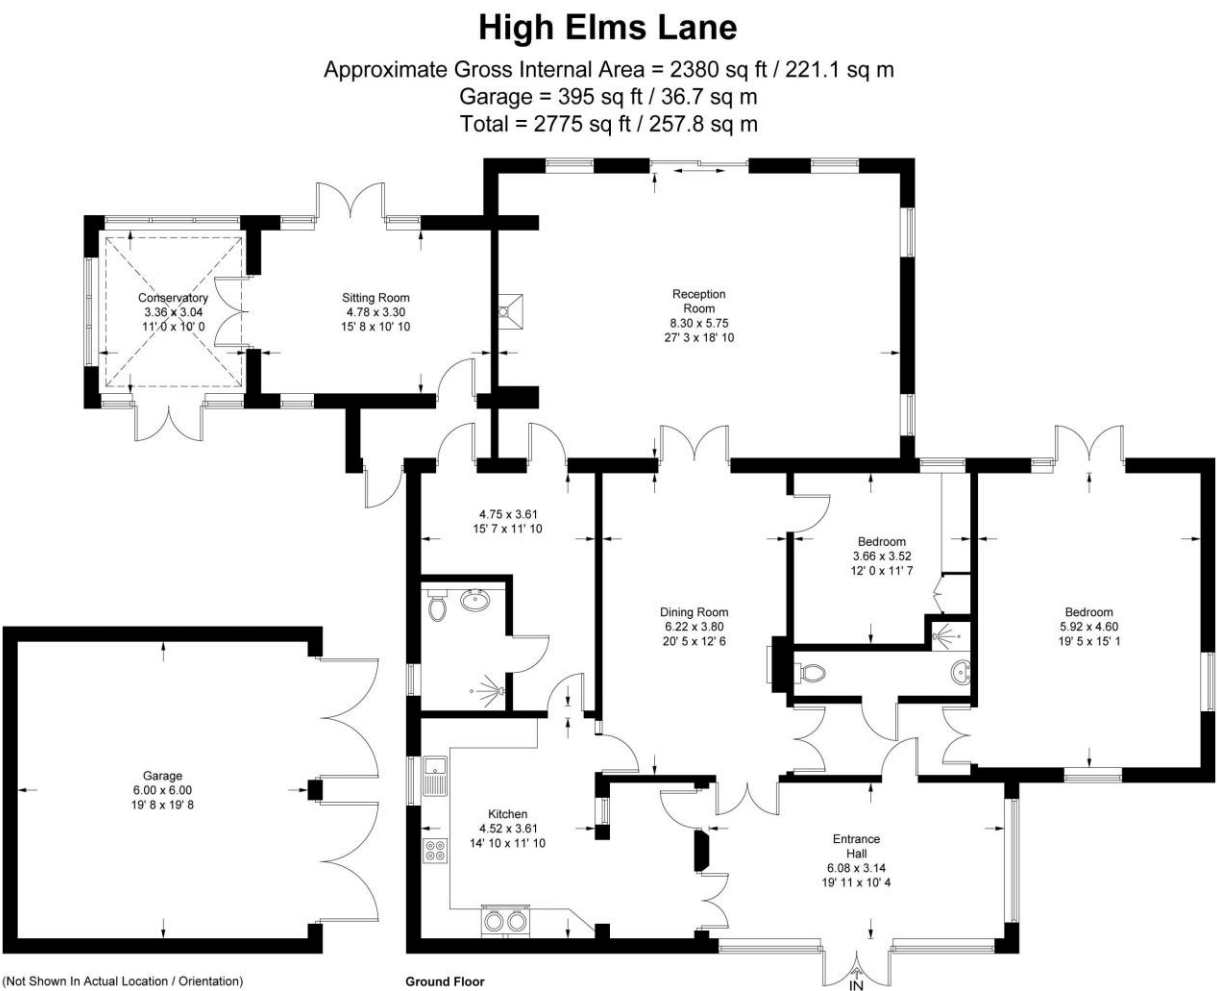 High Elms Lane
Approximate Gross Internal Area = 2380 sq ft / 221.1 sq m
Garage = 395 sq ft / 36.7 sq m
Total = 2775 sq ft / 257.8 sq m
Conservatory
3.36 x 3.04
11' 0 x 10' 0
Sitting Room
4.78 x 3.30
15' 8 x 10' 10
Reception
Room
8.30 x 5.75
27' 3 x 18' 10
4.75 x 3.61
15' 7 x 11' 10
Bedroom
3.66 x 3.52
12' 0 x 11' 7
Dining Room
6.22 x 3.80
20' 5 x 12' 6
Bedroom
5.92 x 4.60
19' 5 x 15' 1
Garage
6.00 x 6.00
19' 8 x 19' 8
Kitchen
4.52 x 3.61
14' 10 x 11' 10
Entrance
Hall
6.08 x 3.14
19' 11 x 10' 4
IN
(Not Shown In Actual Location / Orientation)
Ground Floor